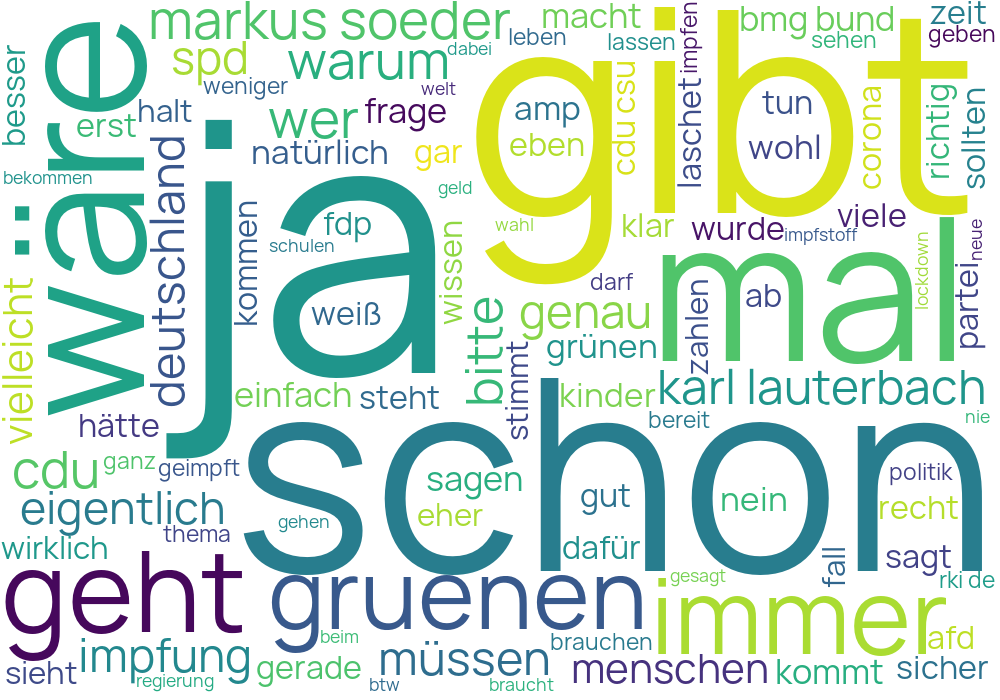 markus soeder
macht
bmg bund
zeit
geben
besser
wäre
spd
warum
dabei
leben
lassen
impfen
sehen
weniger
welt
gibt
halt
erst
wer
frage
amp
eben
cdu csu
laschet
tun
wohl
corona
richtig
sollten
natürlich
gar
bekommen
geld
deutschland
ja
kommen
fdp
schulen
weiß
wissen
wahl
klar
wurde
viele
impfstoff
darf
mal
ab
lockdown
partei
neue
vielleicht
bitte
genau
grünen
zahlen
stimmt
einfach
steht
kinder
karl lauterbach
bereit
nie
hätte
cdu
ganz
geimpft
schon
sagen
eher
gut
nein
politik
recht
eigentlich
gehen
thema
wirklich
dafür
fall
sagt
rki de
geht
gruenen
gesagt
immer
beim
brauchen
afd
sieht
impfung
regierung
gerade
btw
müssen
braucht
menschen
kommt
sicher